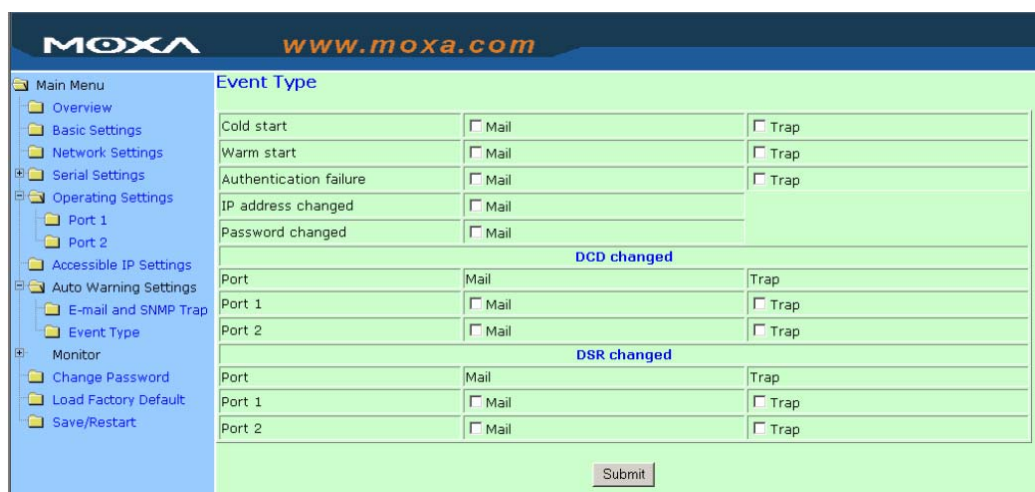 MOXA www.moxa.com
Main Menu
Overview
Basic Settings
Network Settings
Serial Settings
Operating Settings
Port 1
Port 2
Accessible IP Settings
Auto Warning Settings
E-mail and SNMP Trap
Event Type
Monitor
Change Password
Load Factory Default
Save/Restart
Event Type
Cold start Mail Trap
Warm start Mail Trap
Authentication failure Mail Trap
IP address changed Mail
Password changed Mail
DCD changed
Port Mail Trap
Port 1 Mail Trap
Port 2 Mail Trap
DSR changed
Port Mail Trap
Port 1 Mail Trap
Port 2 Mail Trap
Submit